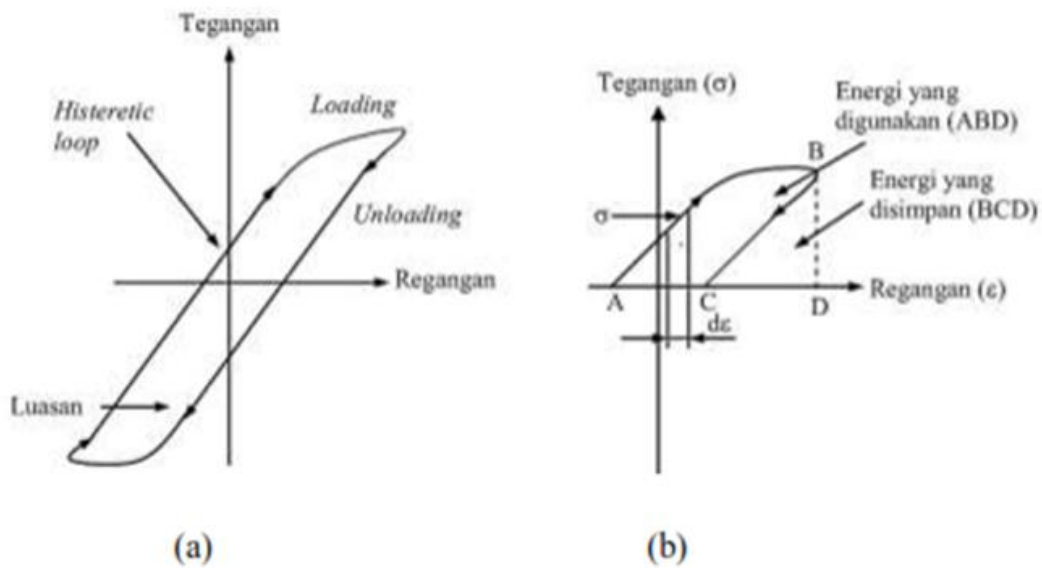 Tegangan
Histeretic
loop
Loading
Unloading
Regangan
Luasan
(a)
Tegangan (σ)
Energi yang
digunakan (ABD)
B
Energi yang
disimpan (BCD)
σ
A
C
D
Regangan (ε)
dε
(b)